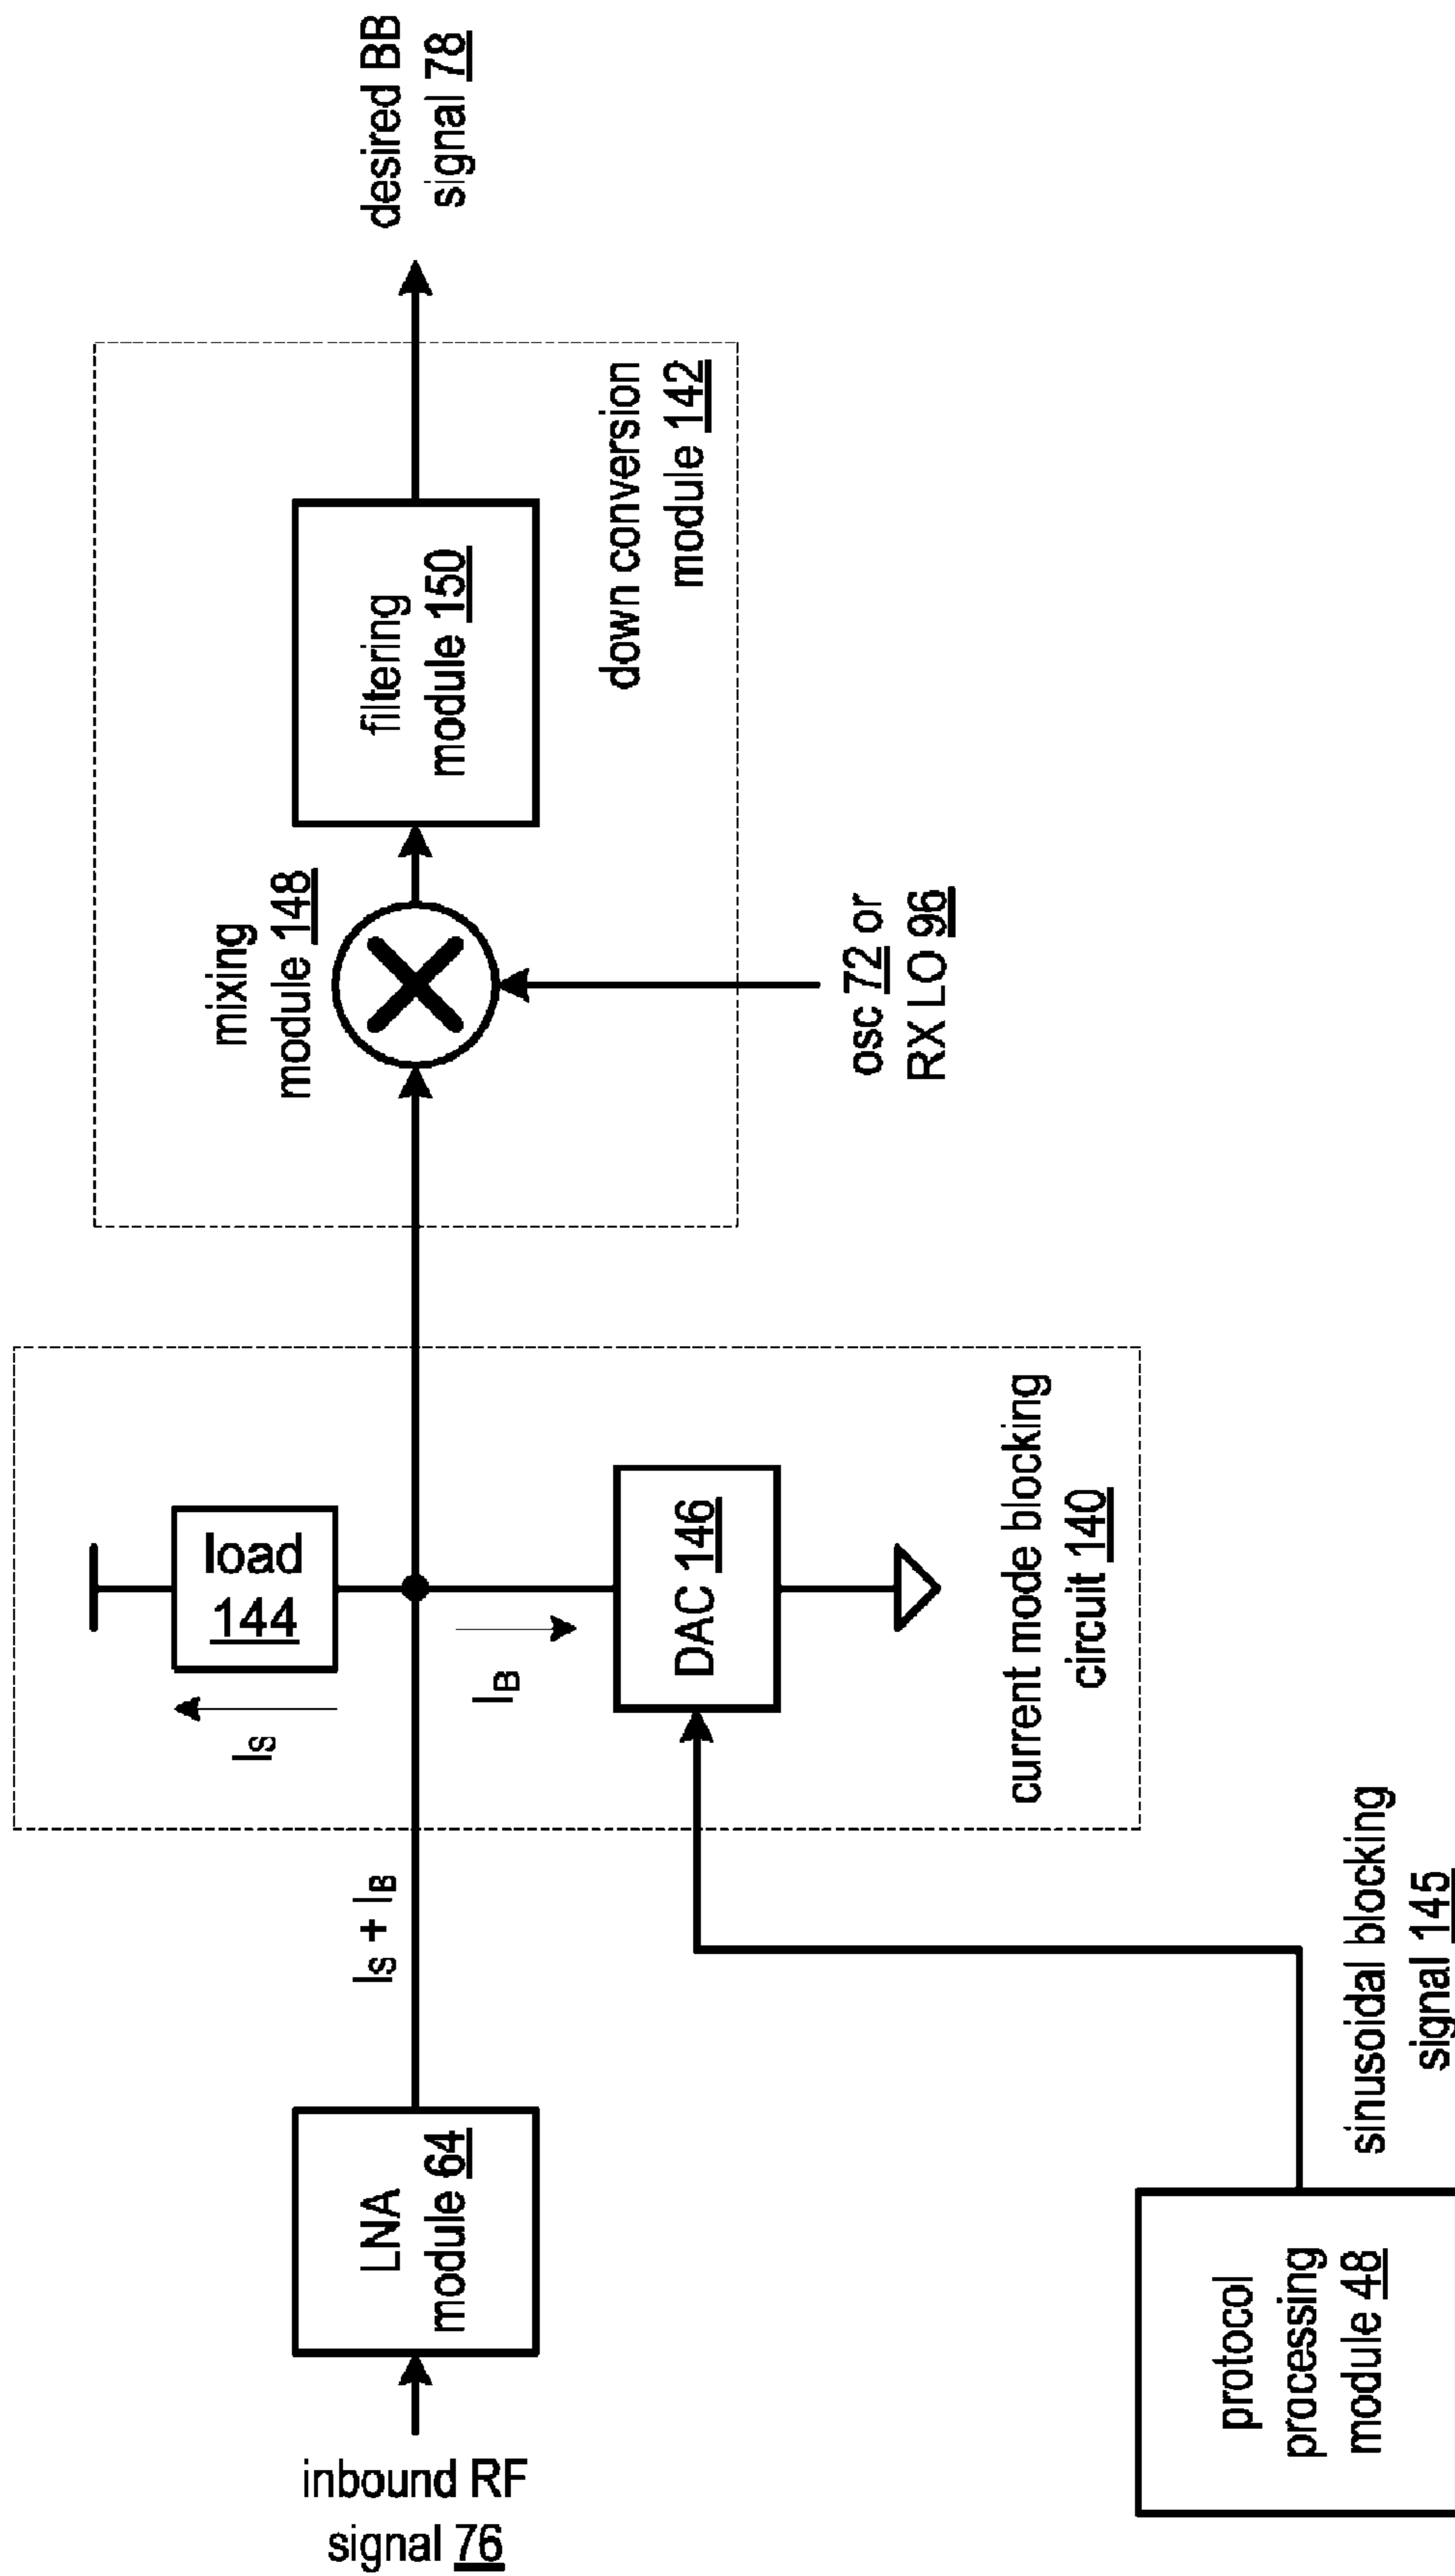 inbound RF
signal 76
LNA
module 64
IS + IB
IS
load
144
IB
DAC 146
current mode blocking
circuit 140
mixing
module 148
filtering
module 150
down conversion
module 142
osc 72 or
RX LO 96
desired BB
signal 78
protocol
processing
module 48
sinusoidal blocking
signal 145